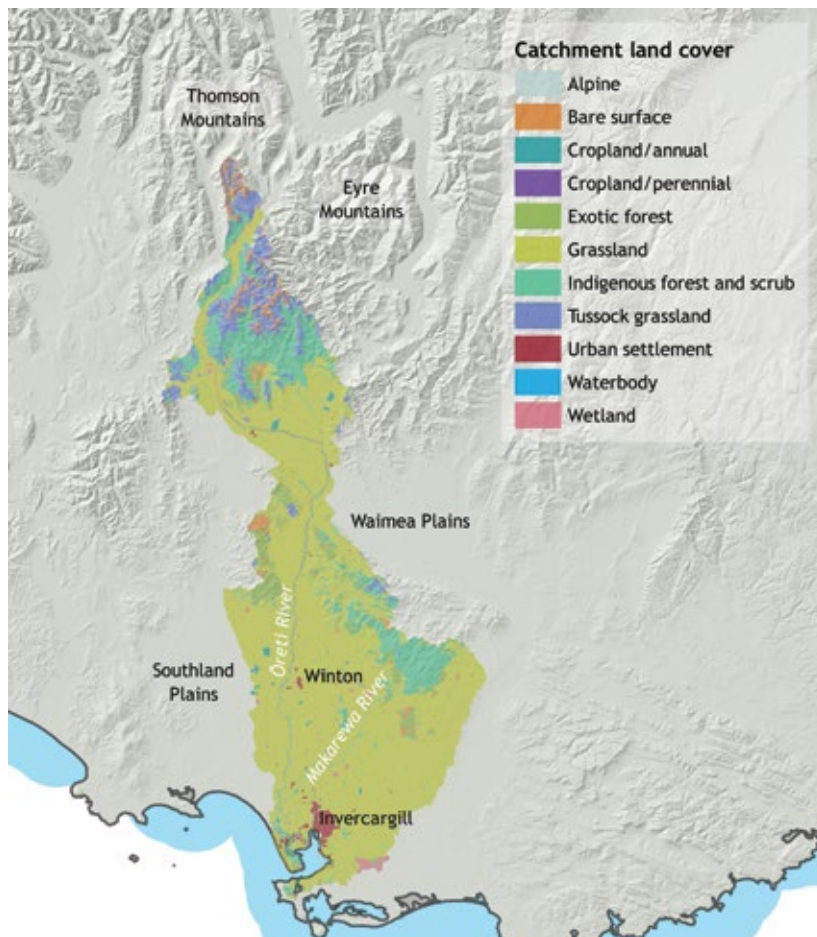 Catchment land cover
Alpine
Bare surface
Cropland/annual
Cropland/perennial
Exotic forest
Grassland
Indigenous forest and scrub
Tussock grassland
Urban settlement
Waterbody
Wetland
Thomson
Mountains
Eyre
Mountains
Waimea Plains
Oreti River
Southland
Plains
Winton
Makarewa River
Invercargill